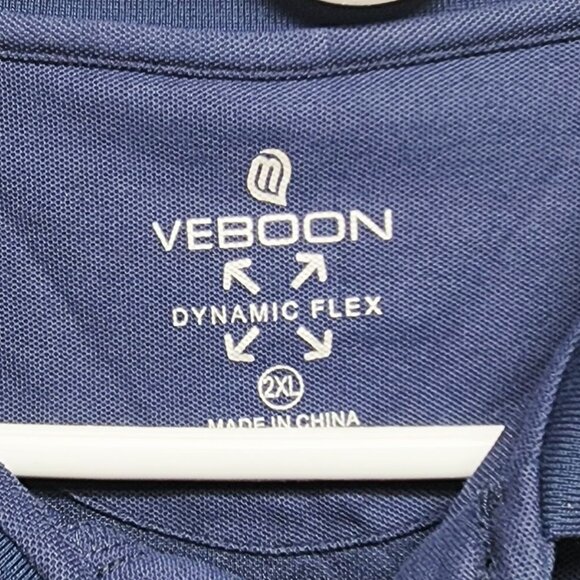 VEBOON
DYNAMIC FLEX
2XL
MADE IN CHINA